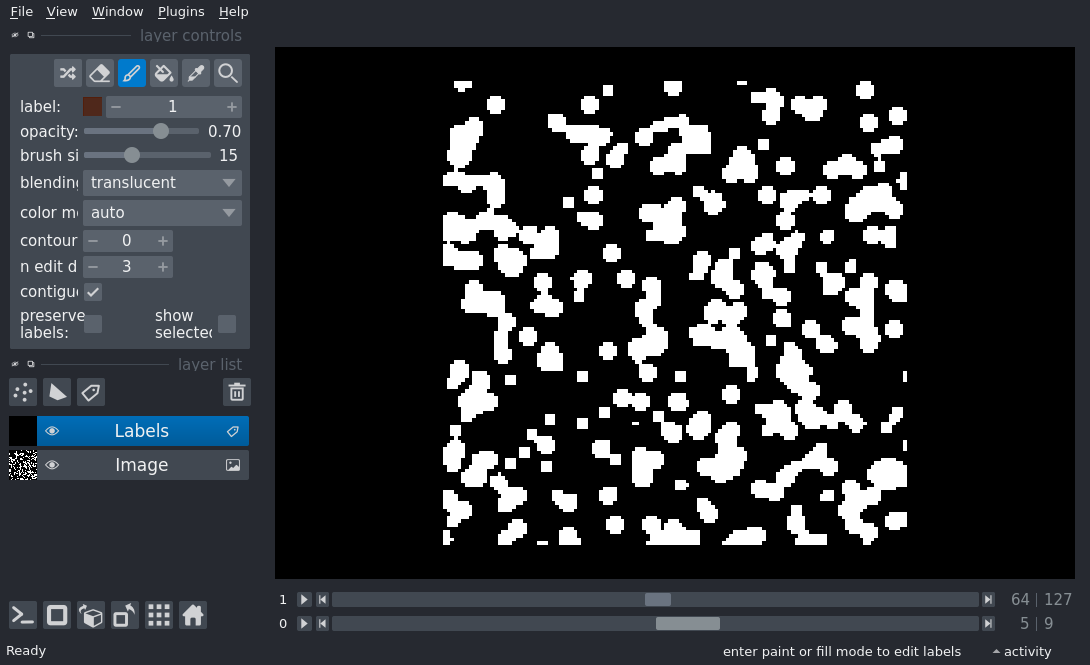 File View Window Plugins Help
layer controls
label: 1
opacity: 0.70
brush si 15
blending translucent
color m auto
contour 0
n edit d 3
contigu
preserve labels: show selected
layer list
Labels
Image
1 64 127
0 5 9
Ready enter paint or fill mode to edit labels activity